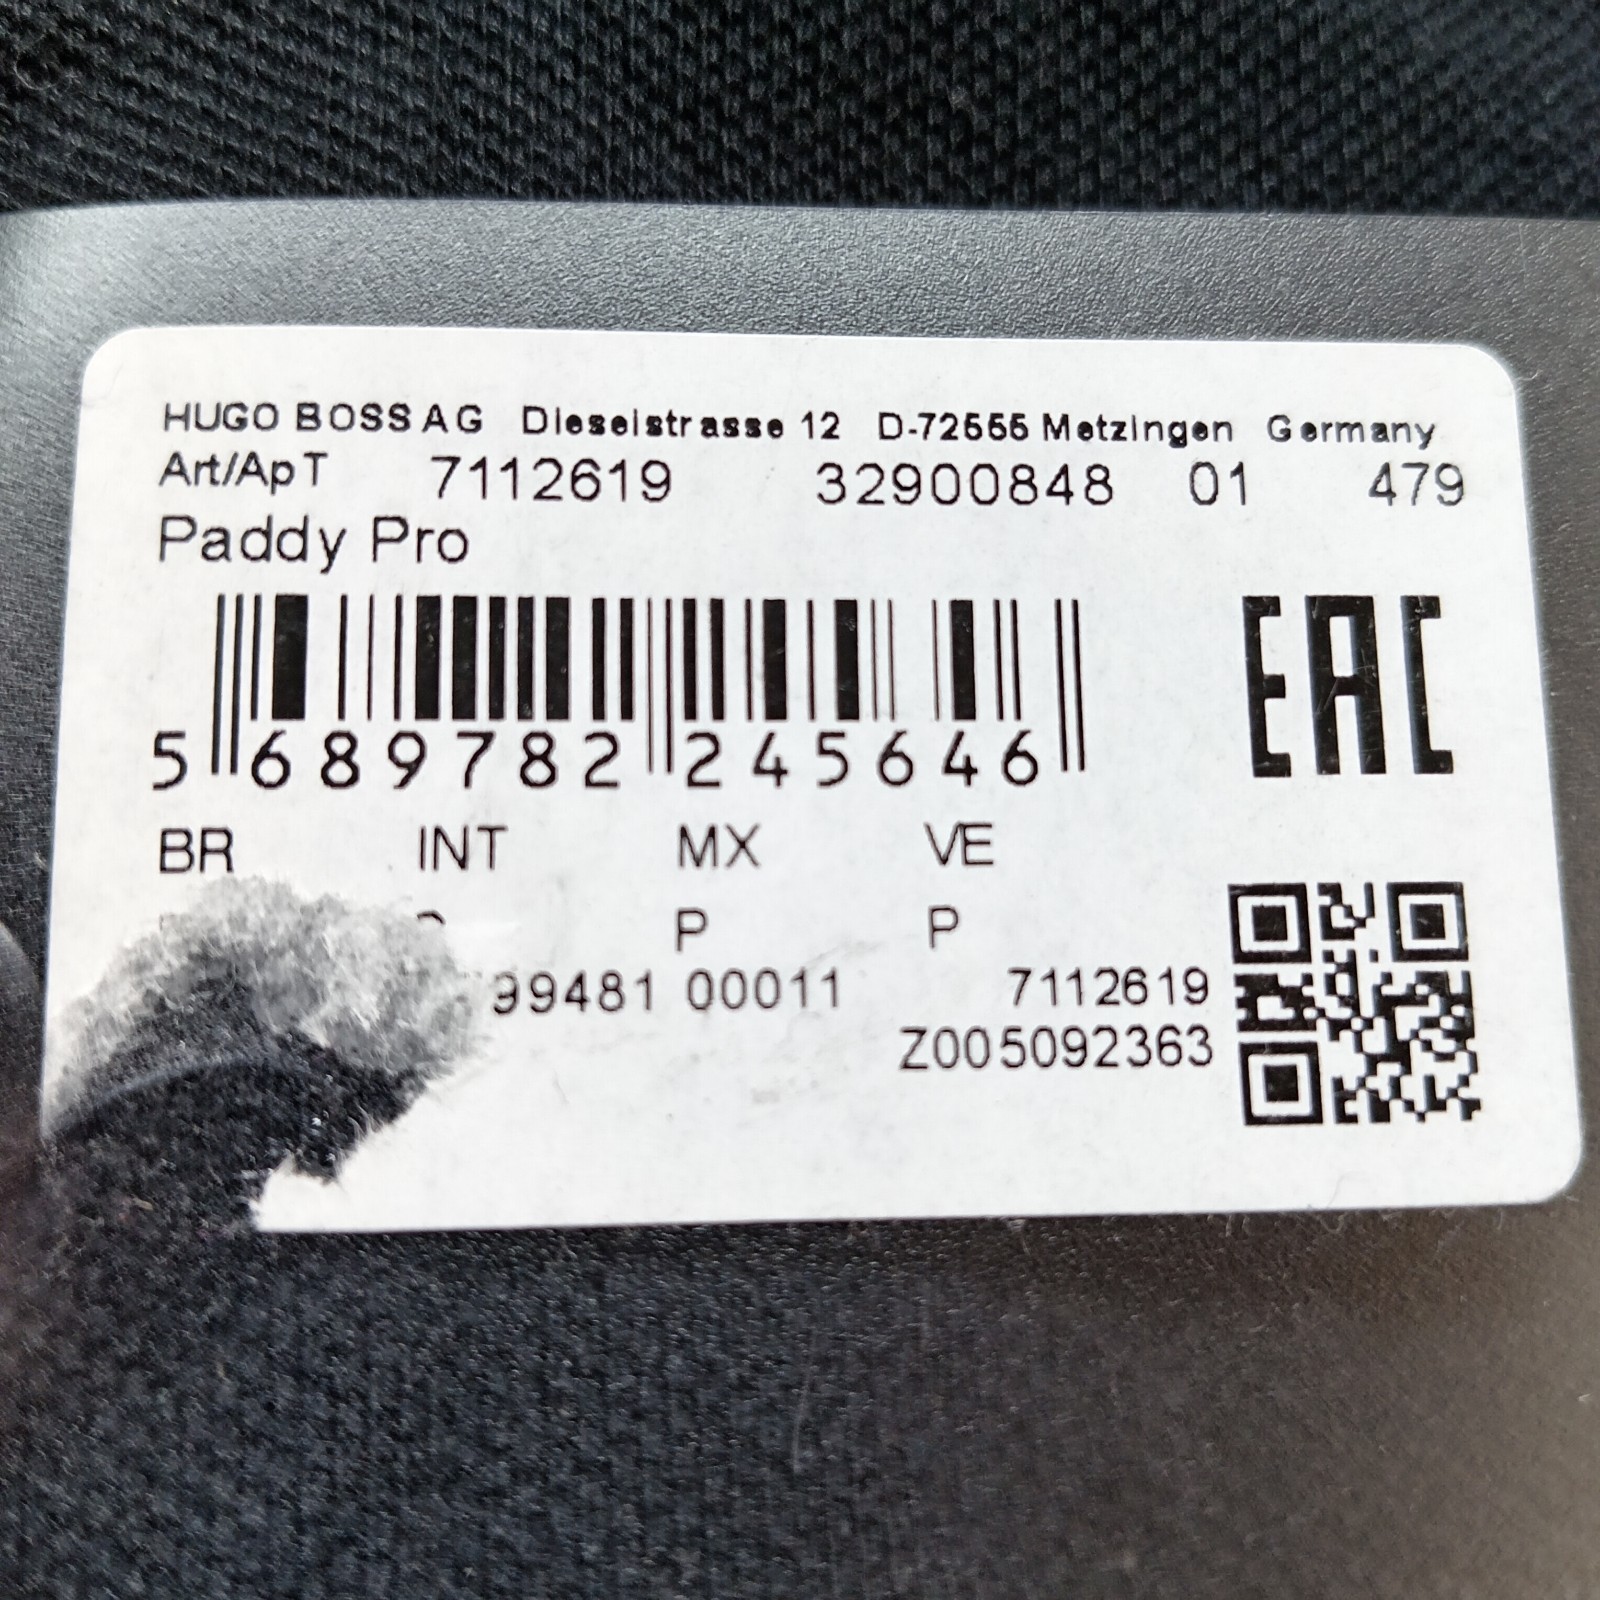 HUGO BOSS AG Dieselstrasse 12 D-72555 Metzingen Germany
Art/ApT 7112619 32900848 01 479
Paddy Pro
5 689782 245646
EAC
BR INT MX VE
P P
99481 00011 7112619
Z005092363